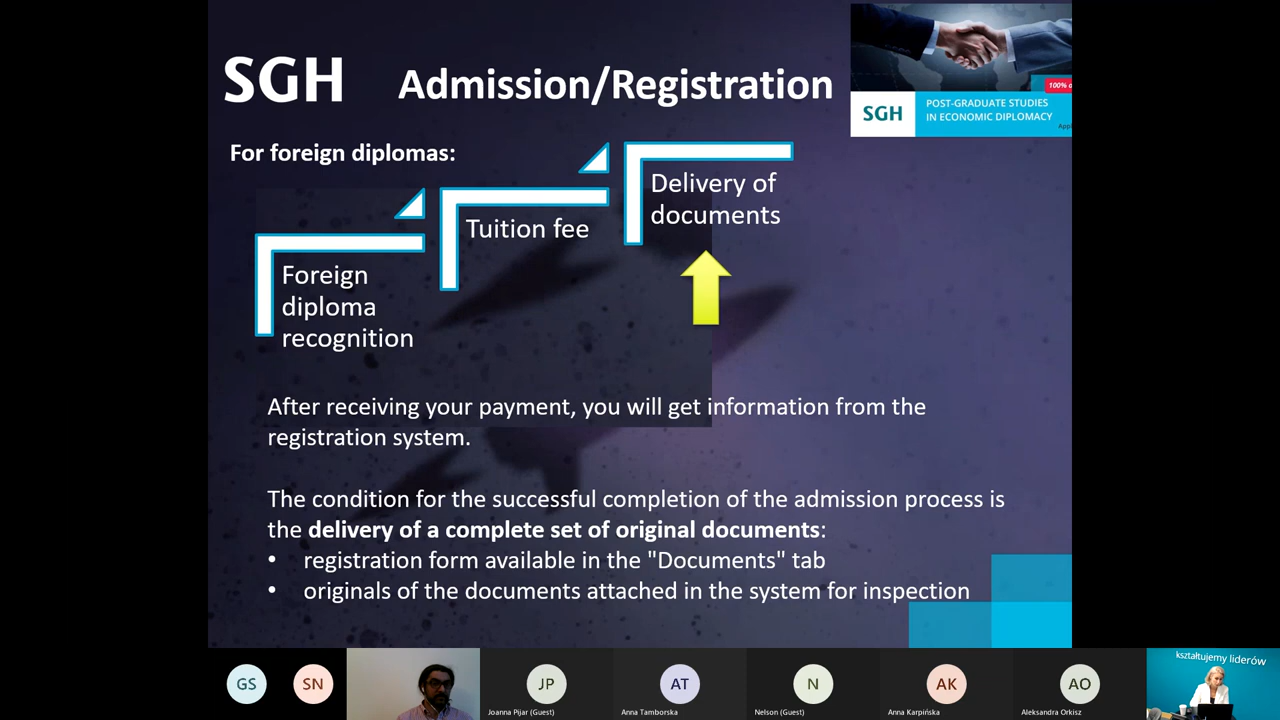 SGH
Admission/Registration
100% o
SGH
POST-GRADUATE STUDIES
IN ECONOMIC DIPLOMACY
Appl
For foreign diplomas:
Delivery of
documents
Tuition fee
Foreign
diploma
recognition
After receiving your payment, you will get information from the
registration system.
The condition for the successful completion of the admission process is
the delivery of a complete set of original documents:
• registration form available in the "Documents" tab
• originals of the documents attached in the system for inspection
GS
SN
JP
AT
N
AK
AO
kształtujemy liderów
Joanna Pijar (Guest)
Anna Tamborska
Nelson (Guest)
Anna Karpińska
Aleksandra Orkisz